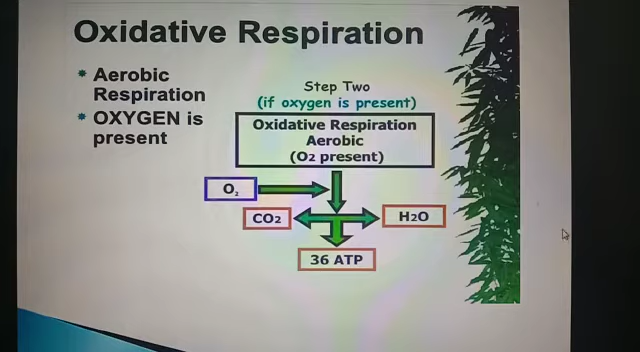 Oxidative Respiration
* Aerobic
Respiration
* OXYGEN is
present
Step Two
(if oxygen is present)
Oxidative Respiration
Aerobic
(O2 present)
O₂
CO2
H2O
36 ATP